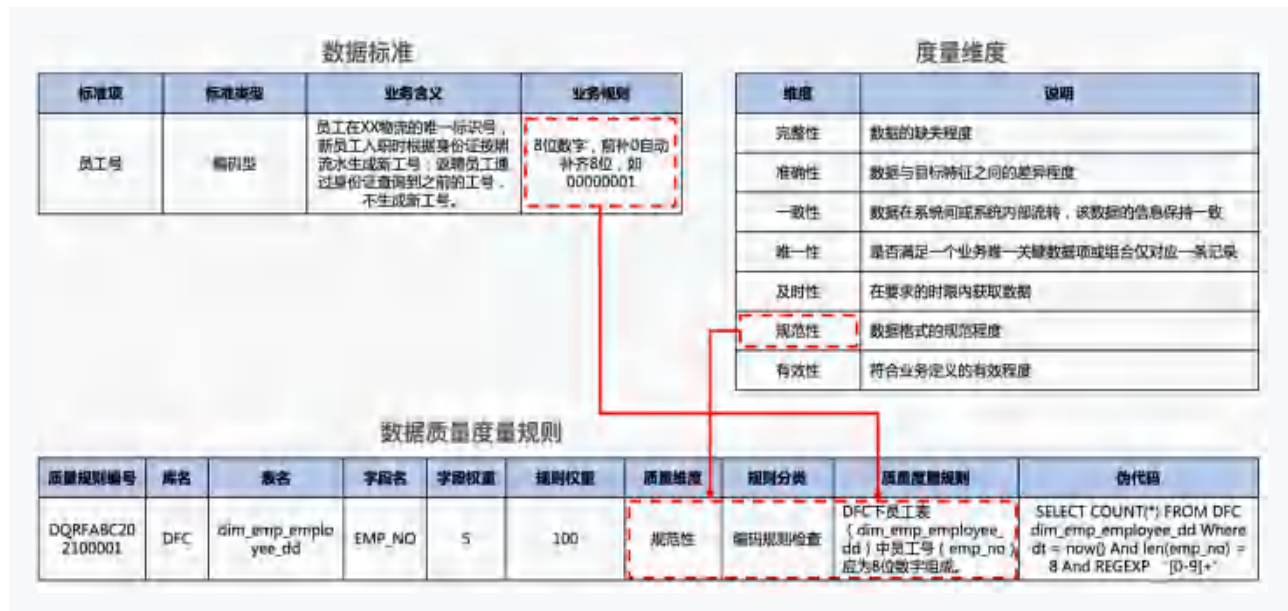 数据标准
标准项 标准类型 业务含义 业务规则
员工号 编码型
员工在XX物流的唯一标识号，
新员工入职时根据身份证按照
流水生成新工号；返聘员工通
过身份证查询到之前的工号，
不生成新工号。
8位数字，前补0自动
补齐8位，如
00000001
度量维度
维度 说明
完整性 数据的缺失程度
准确性 数据与目标特征之间的差异程度
一致性 数据在系统间或系统内部流转，该数据的信息保持一致
唯一性 是否满足一个业务唯一关键数据项或组合仅对应一条记录
及时性 在要求的时限内获取数据
规范性 数据格式的规范程度
有效性 符合业务定义的有效程度
数据质量度量规则
质量规则编号 库名 表名 字段名 字段权重 规则权重 质量维度 规则分类 质量度量规则 伪代码
DQRFABC20
2100001
DFC
dim_emp_emplo
yee_dd
EMP_NO 5 100 规范性 编码规则检查
DFC下员工表
( dim_emp_employee_
dd ) 中员工号 ( emp_no )
应为8位数字组成。
SELECT COUNT(*) FROM DFC
dim_emp_employee_dd Where
dt = now() And len(emp_no) =
8 And REGEXP